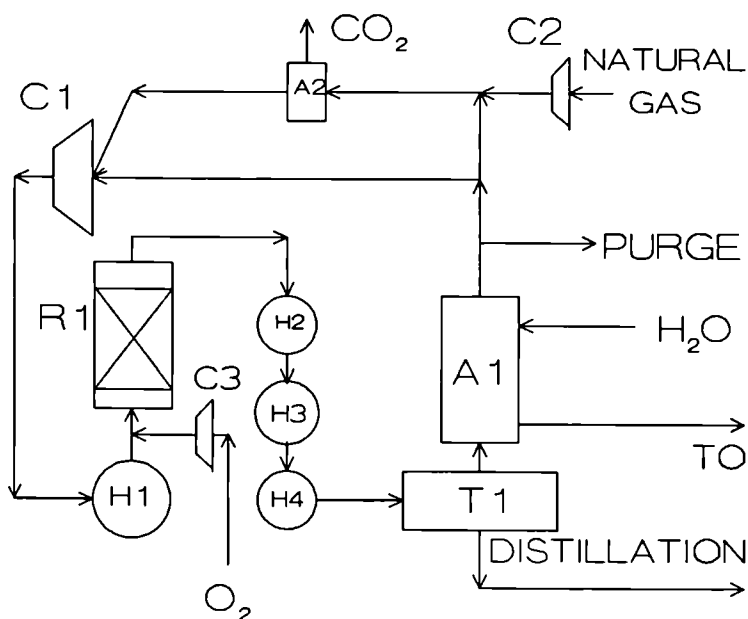 CO₂
C2
NATURAL
GAS
A2
C1
PURGE
R1
H2
H₂O
A1
C3
H3
TO
H1
H4
T1
DISTILLATION
O₂